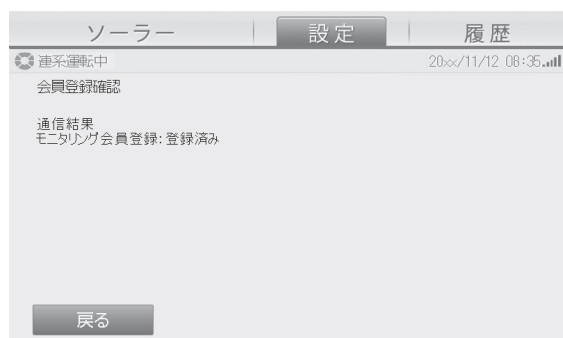 ソーラー 設定 履歴
連系運転中 20xx/11/12 08:35
会員登録確認
通信結果
モニタリング会員登録:登録済み
戻る